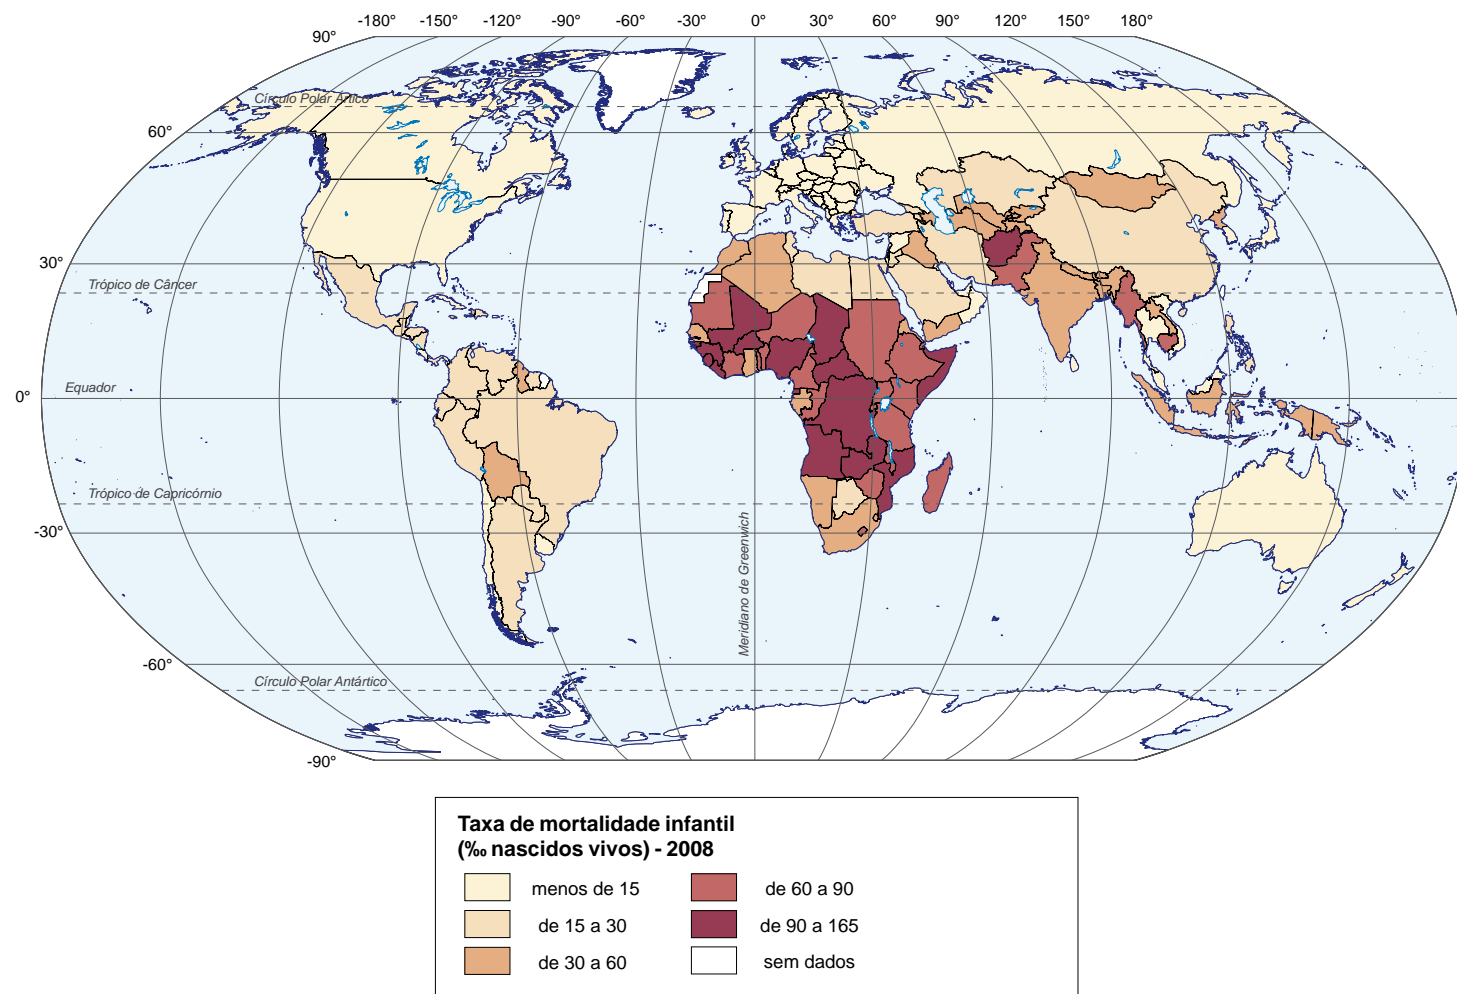 -180° -150° -120° -90° -60° -30° 0° 30° 60° 90° 120° 150° 180°
90°
Círculo Polar Ártico
60°
30°
Trópico de Câncer
Equador
0°
Trópico de Capricórnio
-30°
Meridiano de Greenwich
-60°
Círculo Polar Antártico
-90°
Taxa de mortalidade infantil
(‰ nascidos vivos) - 2008
menos de 15
de 60 a 90
de 15 a 30
de 90 a 165
de 30 a 60
sem dados